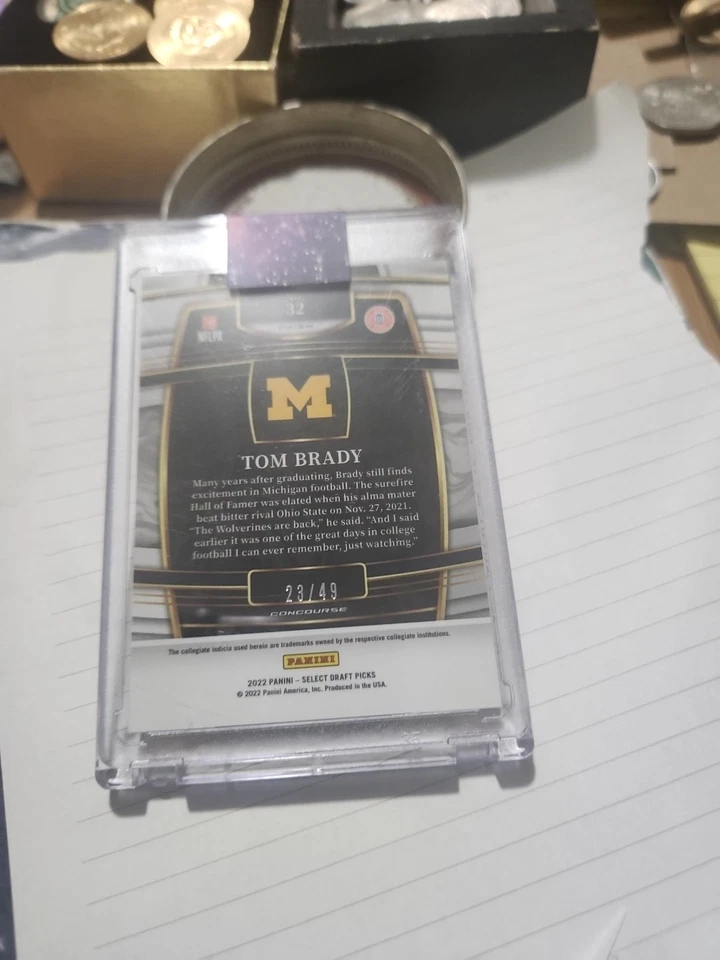 32
NFLPA
M
TOM BRADY
Many years after graduating, Brady still finds
excitement in Michigan football. The surefire
Hall of Famer was elated when his alma mater
beat bitter rival Ohio State on Nov. 27, 2021.
"The Wolverines are back," he said. "And I said
earlier it was one of the great days in college
football I can ever remember, just watching."
23/49
CONCOURSE
The collegiate indicia used herein are trademarks owned by the respective collegiate institutions.
PANINI
2022 PANINI – SELECT DRAFT PICKS
© 2022 Panini America, Inc. Produced in the USA.